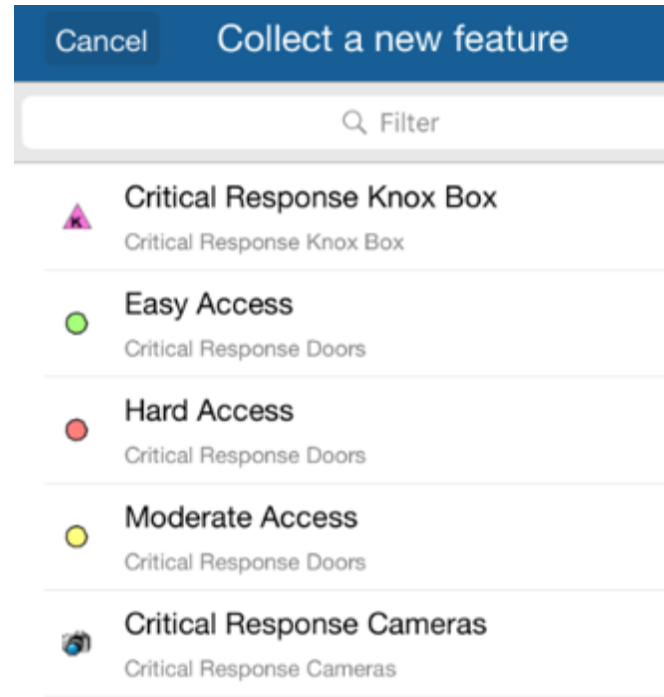 Cancel Collect a new feature
Filter
Critical Response Knox Box
K
Critical Response Knox Box
Easy Access
Critical Response Doors
Hard Access
Critical Response Doors
Moderate Access
Critical Response Doors
Critical Response Cameras
Critical Response Cameras